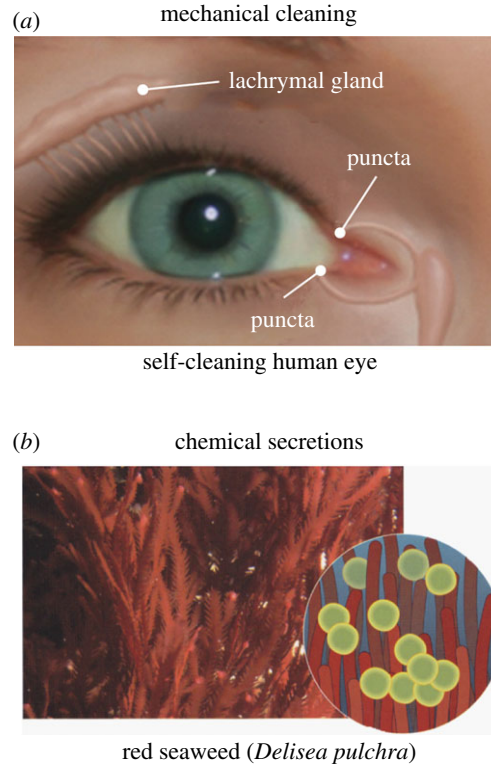 (a)
mechanical cleaning
lachrymal gland
puncta
puncta
self-cleaning human eye
(b)
chemical secretions
red seaweed (Delisea pulchra)